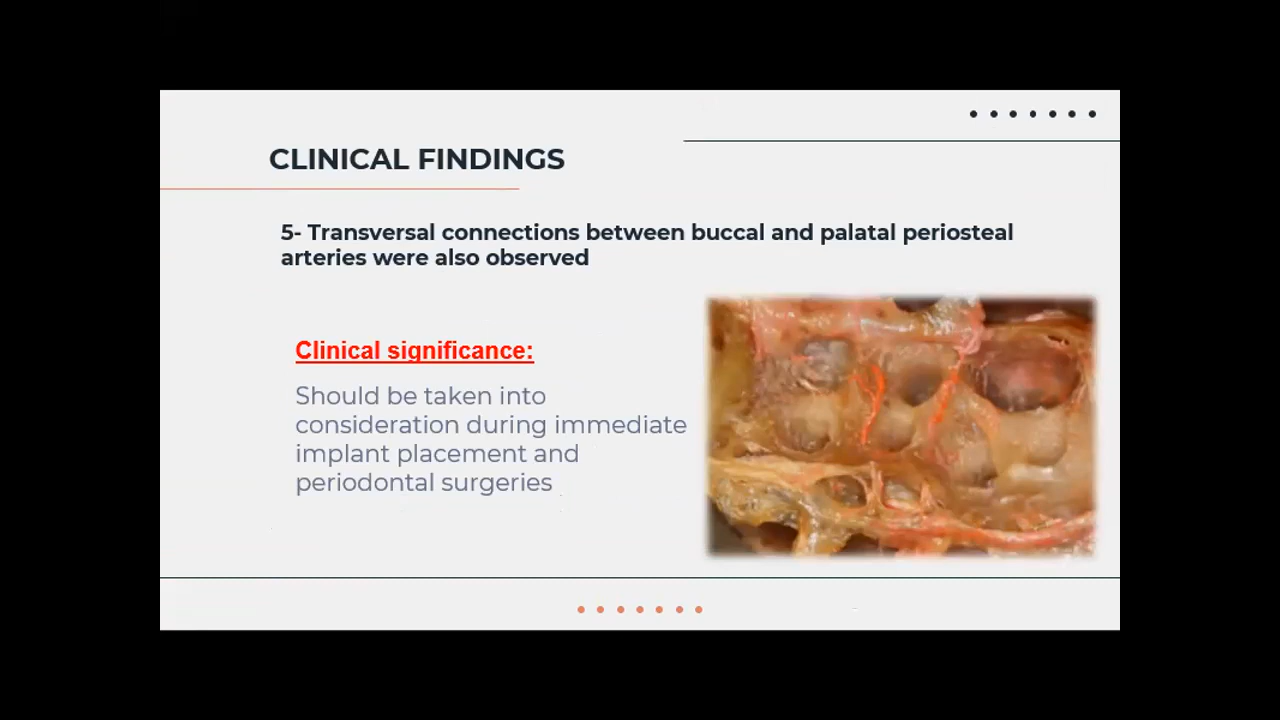 CLINICAL FINDINGS
5- Transversal connections between buccal and palatal periosteal
arteries were also observed
Clinical significance:
Should be taken into
consideration during immediate
implant placement and
periodontal surgeries